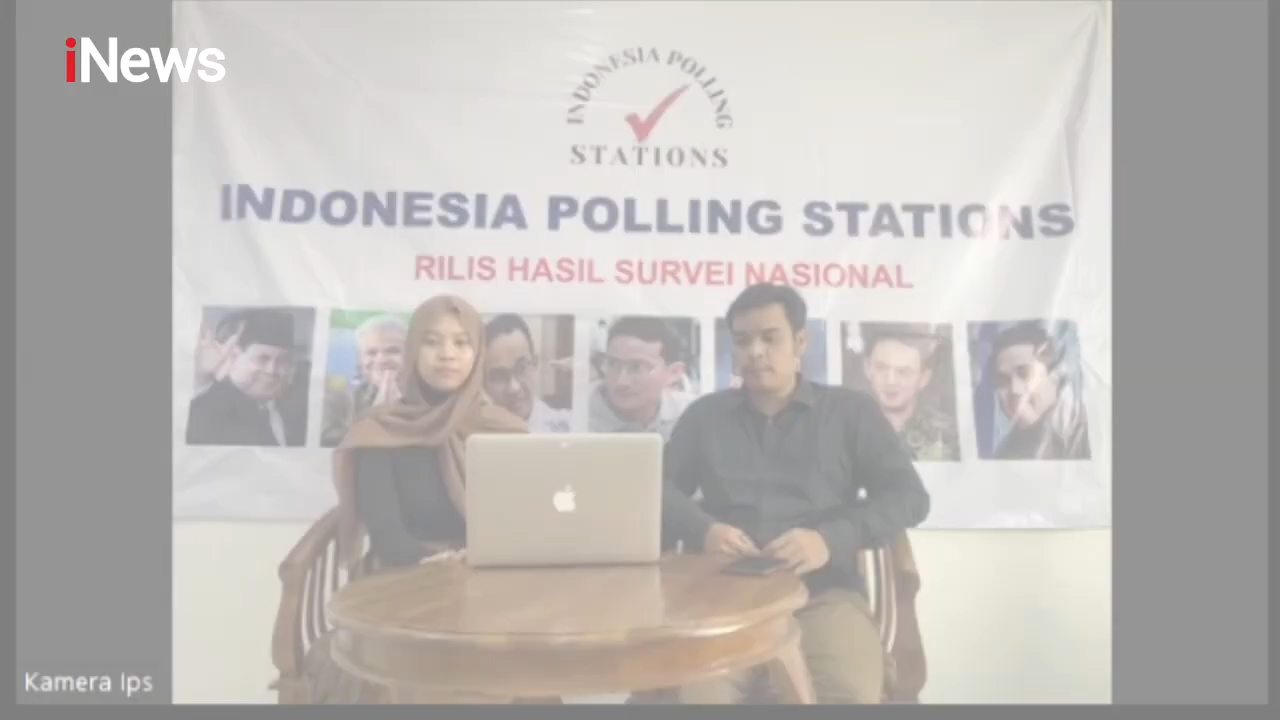 iNews
INDONESIA POLLING
STATIONS
INDONESIA POLLING STATIONS
RILIS HASIL SURVEI NASIONAL
Kamera Ips